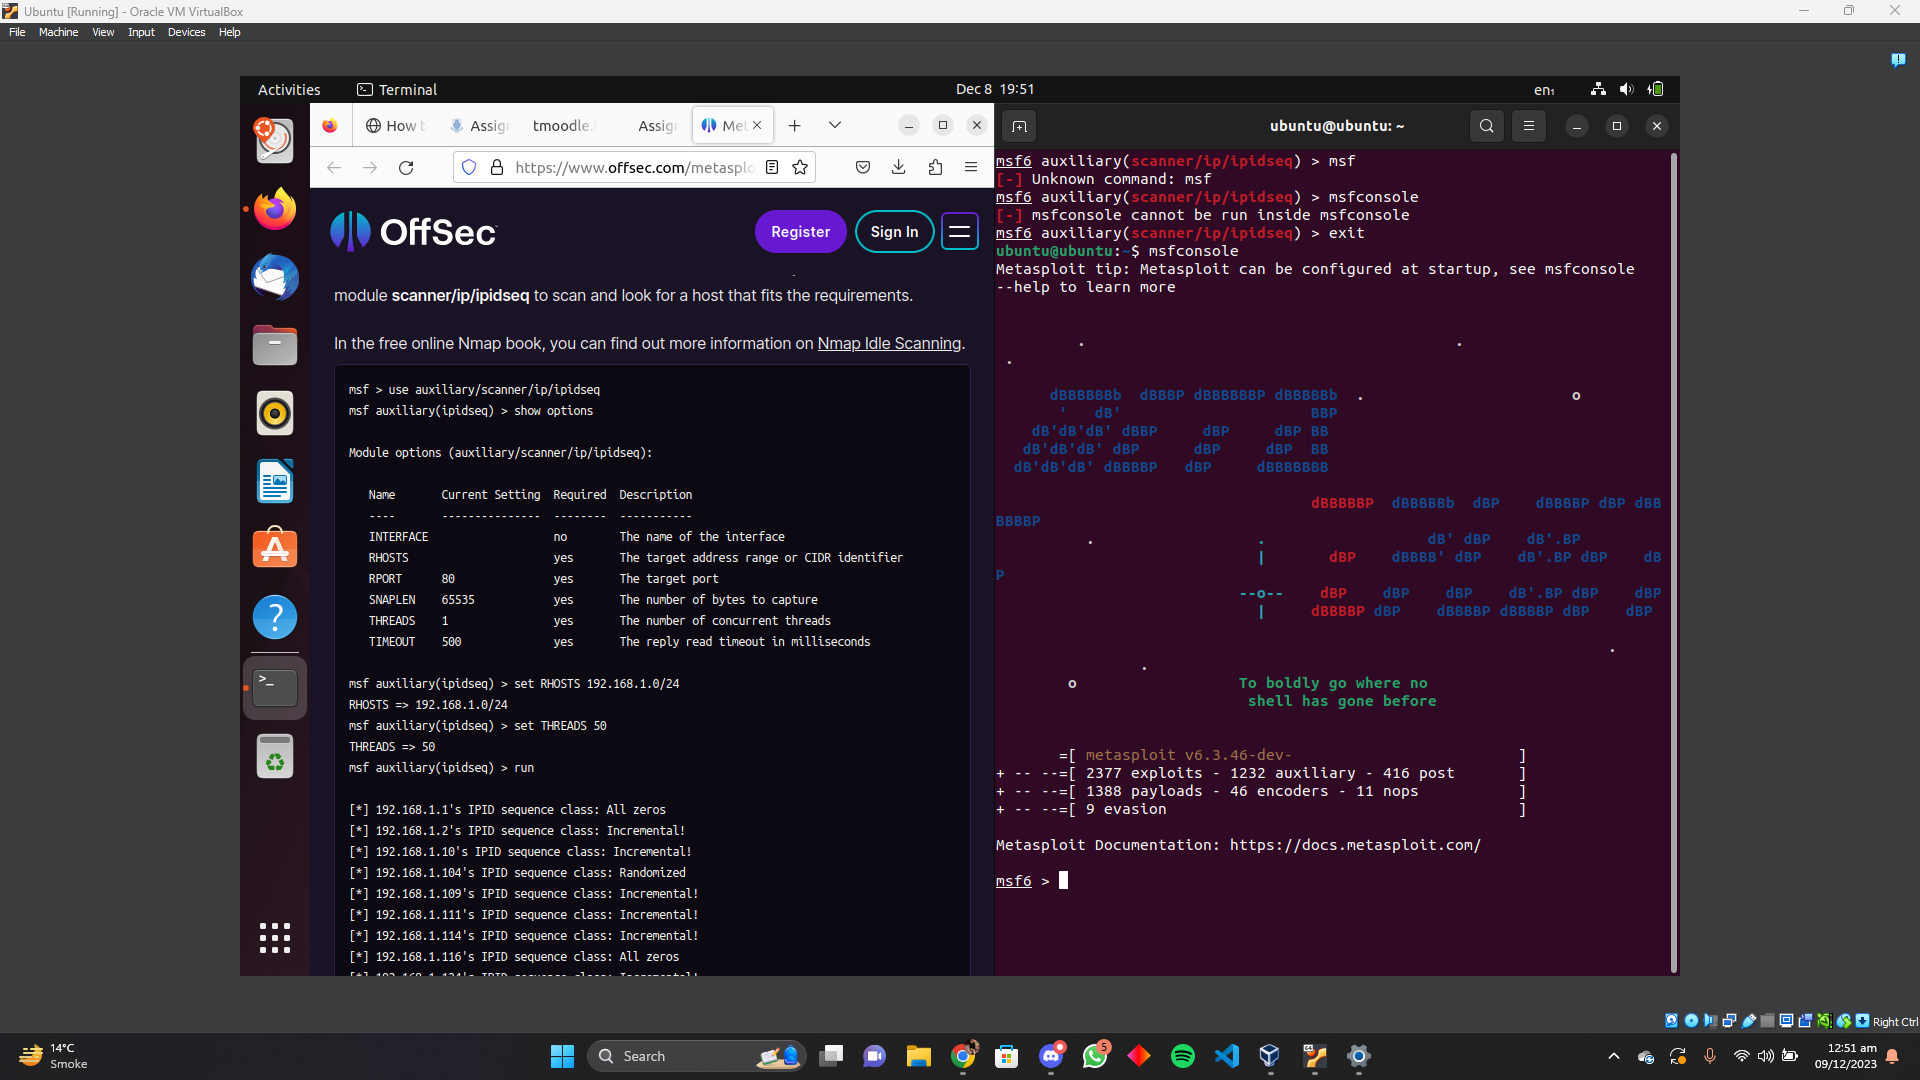 Ubuntu [Running] - Oracle VM VirtualBox
File Machine View Input Devices Help
Activities Terminal Dec 8 19:51 en1
How t Assign tmoodle. Assign Met
https://www.offsec.com/metasplo
OffSec Register Sign In
module scanner/ip/ipidseq to scan and look for a host that fits the requirements.
In the free online Nmap book, you can find out more information on Nmap Idle Scanning.
msf > use auxiliary/scanner/ip/ipidseq
msf auxiliary(ipidseq) > show options
Module options (auxiliary/scanner/ip/ipidseq):
Name Current Setting Required Description
---- --------------- -------- -----------
INTERFACE no The name of the interface
RHOSTS yes The target address range or CIDR identifier
RPORT 80 yes The target port
SNAPLEN 65535 yes The number of bytes to capture
THREADS 1 yes The number of concurrent threads
TIMEOUT 500 yes The reply read timeout in milliseconds
msf auxiliary(ipidseq) > set RHOSTS 192.168.1.0/24
RHOSTS => 192.168.1.0/24
msf auxiliary(ipidseq) > set THREADS 50
THREADS => 50
msf auxiliary(ipidseq) > run
[*] 192.168.1.1's IPID sequence class: All zeros
[*] 192.168.1.2's IPID sequence class: Incremental!
[*] 192.168.1.10's IPID sequence class: Incremental!
[*] 192.168.1.104's IPID sequence class: Randomized
[*] 192.168.1.109's IPID sequence class: Incremental!
[*] 192.168.1.111's IPID sequence class: Incremental!
[*] 192.168.1.114's IPID sequence class: Incremental!
[*] 192.168.1.116's IPID sequence class: All zeros
ubuntu@ubuntu: ~
msf6 auxiliary(scanner/ip/ipidseq) > msf
[-] Unknown command: msf
msf6 auxiliary(scanner/ip/ipidseq) > msfconsole
[-] msfconsole cannot be run inside msfconsole
msf6 auxiliary(scanner/ip/ipidseq) > exit
ubuntu@ubuntu:~$ msfconsole
Metasploit tip: Metasploit can be configured at startup, see msfconsole
--help to learn more
dBBBBBBb dBBBP dBBBBBBP dBBBBBb . o
' dB' BBP
dB'dB'dB' dBBP dBP dBP BB
dB'dB'dB' dBP dBP dBP BB
dB'dB'dB' dBBBBP dBP dBBBBBBB
dBBBBBP dBBBBBb dBP dBBBBP dBP dBB
BBBBP
. . dB' dBP dB'.BP
| dBP dBBBB' dBP dB'.BP dBP dB
P
--o-- dBP dBP dBP dB'.BP dBP dBP
| dBBBBP dBP dBBBBP dBBBBP dBP dBP
o To boldly go where no
shell has gone before
=[ metasploit v6.3.46-dev- ]
+ -- --=[ 2377 exploits - 1232 auxiliary - 416 post ]
+ -- --=[ 1388 payloads - 46 encoders - 11 nops ]
+ -- --=[ 9 evasion ]
Metasploit Documentation: https://docs.metasploit.com/
msf6 >
Right Ctrl
14°C
Smoke
Search
5
12:51 am
09/12/2023